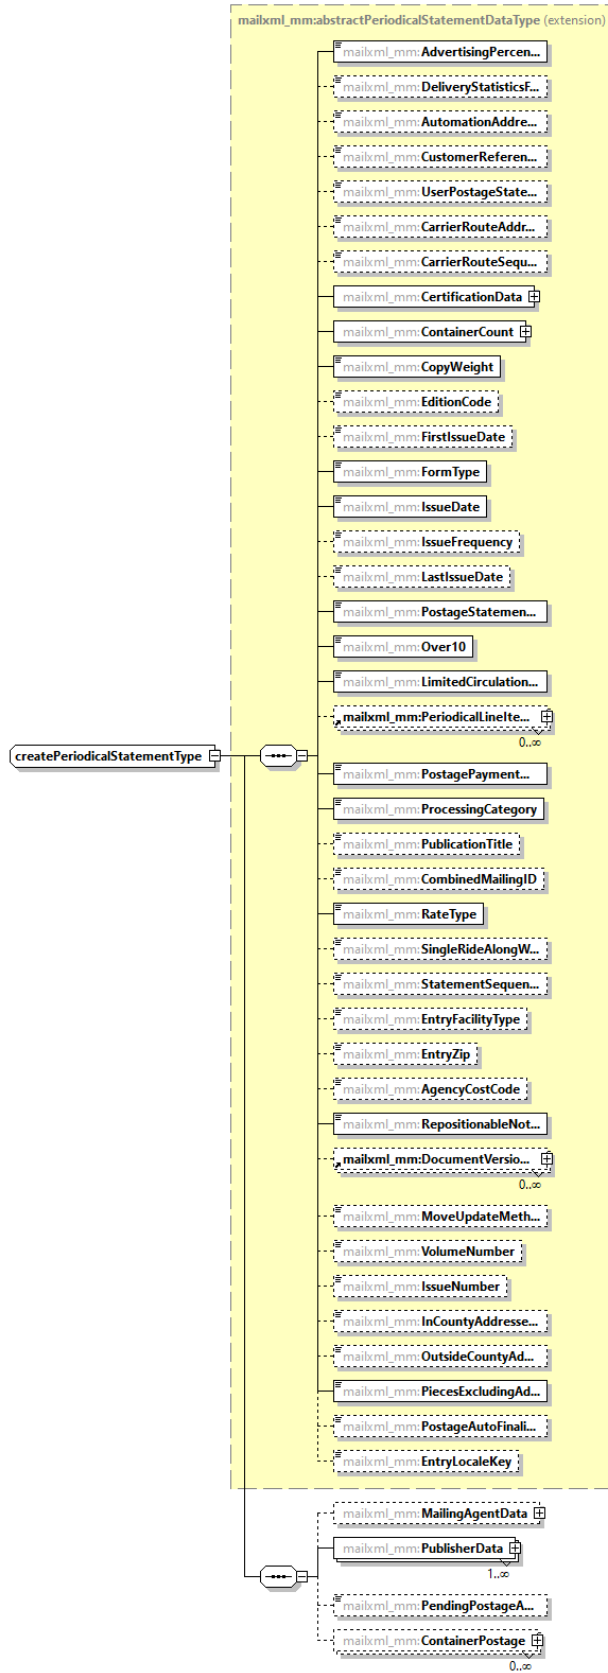 mailxml_mm:abstractPeriodicalStatementDataType (extension)
mailxml_mm:AdvertisingPercen...
mailxml_mm:DeliveryStatisticsF...
mailxml_mm:AutomationAddre...
mailxml_mm:CustomerReferen...
mailxml_mm:UserPostageState...
mailxml_mm:CarrierRouteAddr...
mailxml_mm:CarrierRouteSequ...
mailxml_mm:CertificationData
mailxml_mm:ContainerCount
mailxml_mm:CopyWeight
mailxml_mm:EditionCode
mailxml_mm:FirstIssueDate
mailxml_mm:FormType
mailxml_mm:IssueDate
mailxml_mm:IssueFrequency
mailxml_mm:LastIssueDate
mailxml_mm:PostageStatemen...
mailxml_mm:Over10
mailxml_mm:LimitedCirculation...
mailxml_mm:PeriodicalLineIte...
0..∞
createPeriodicalStatementType
mailxml_mm:PostagePayment...
mailxml_mm:ProcessingCategory
mailxml_mm:PublicationTitle
mailxml_mm:CombinedMailingID
mailxml_mm:RateType
mailxml_mm:SingleRideAlongW...
mailxml_mm:StatementSequen...
mailxml_mm:EntryFacilityType
mailxml_mm:EntryZip
mailxml_mm:AgencyCostCode
mailxml_mm:RepositionableNot...
mailxml_mm:DocumentVersio...
0..∞
mailxml_mm:MoveUpdateMeth...
mailxml_mm:VolumeNumber
mailxml_mm:IssueNumber
mailxml_mm:InCountyAddresse...
mailxml_mm:OutsideCountyAd...
mailxml_mm:PiecesExcludingAd...
mailxml_mm:PostageAutoFinali...
mailxml_mm:EntryLocaleKey
mailxml_mm:MailingAgentData
mailxml_mm:PublisherData
1..∞
mailxml_mm:PendingPostageA...
mailxml_mm:ContainerPostage
0..∞